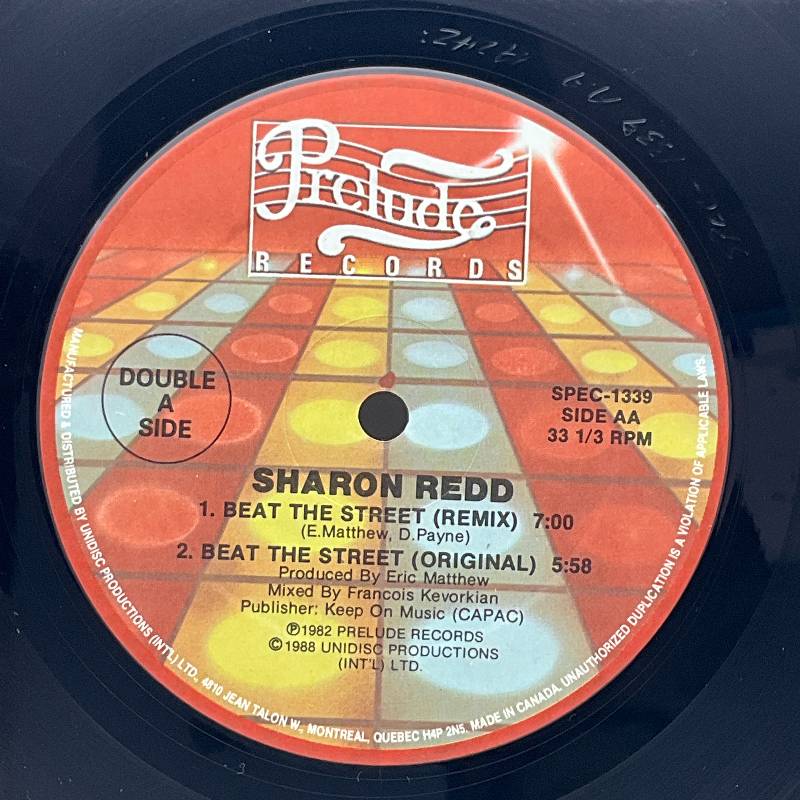 Prelude
RECORDS
DOUBLE
A
SIDE
SPEC-1339
SIDE AA
33 1/3 RPM
SHARON REDD
1. BEAT THE STREET (REMIX) 7:00
(E.Matthew, D.Payne)
2. BEAT THE STREET (ORIGINAL) 5:58
Produced By Eric Matthew
Mixed By Francois Kevorkian
Publisher: Keep On Music (CAPAC)
℗1982 PRELUDE RECORDS
©1988 UNIDISC PRODUCTIONS
(INT'L) LTD.
MANUFACTURED & DISTRIBUTED BY UNIDISC PRODUCTIONS (INT'L) LTD., 4810 JEAN TALON W., MONTREAL, QUEBEC H4P 2N5. MADE IN CANADA. UNAUTHORIZED DUPLICATION IS A VIOLATION OF APPLICABLE LAWS.